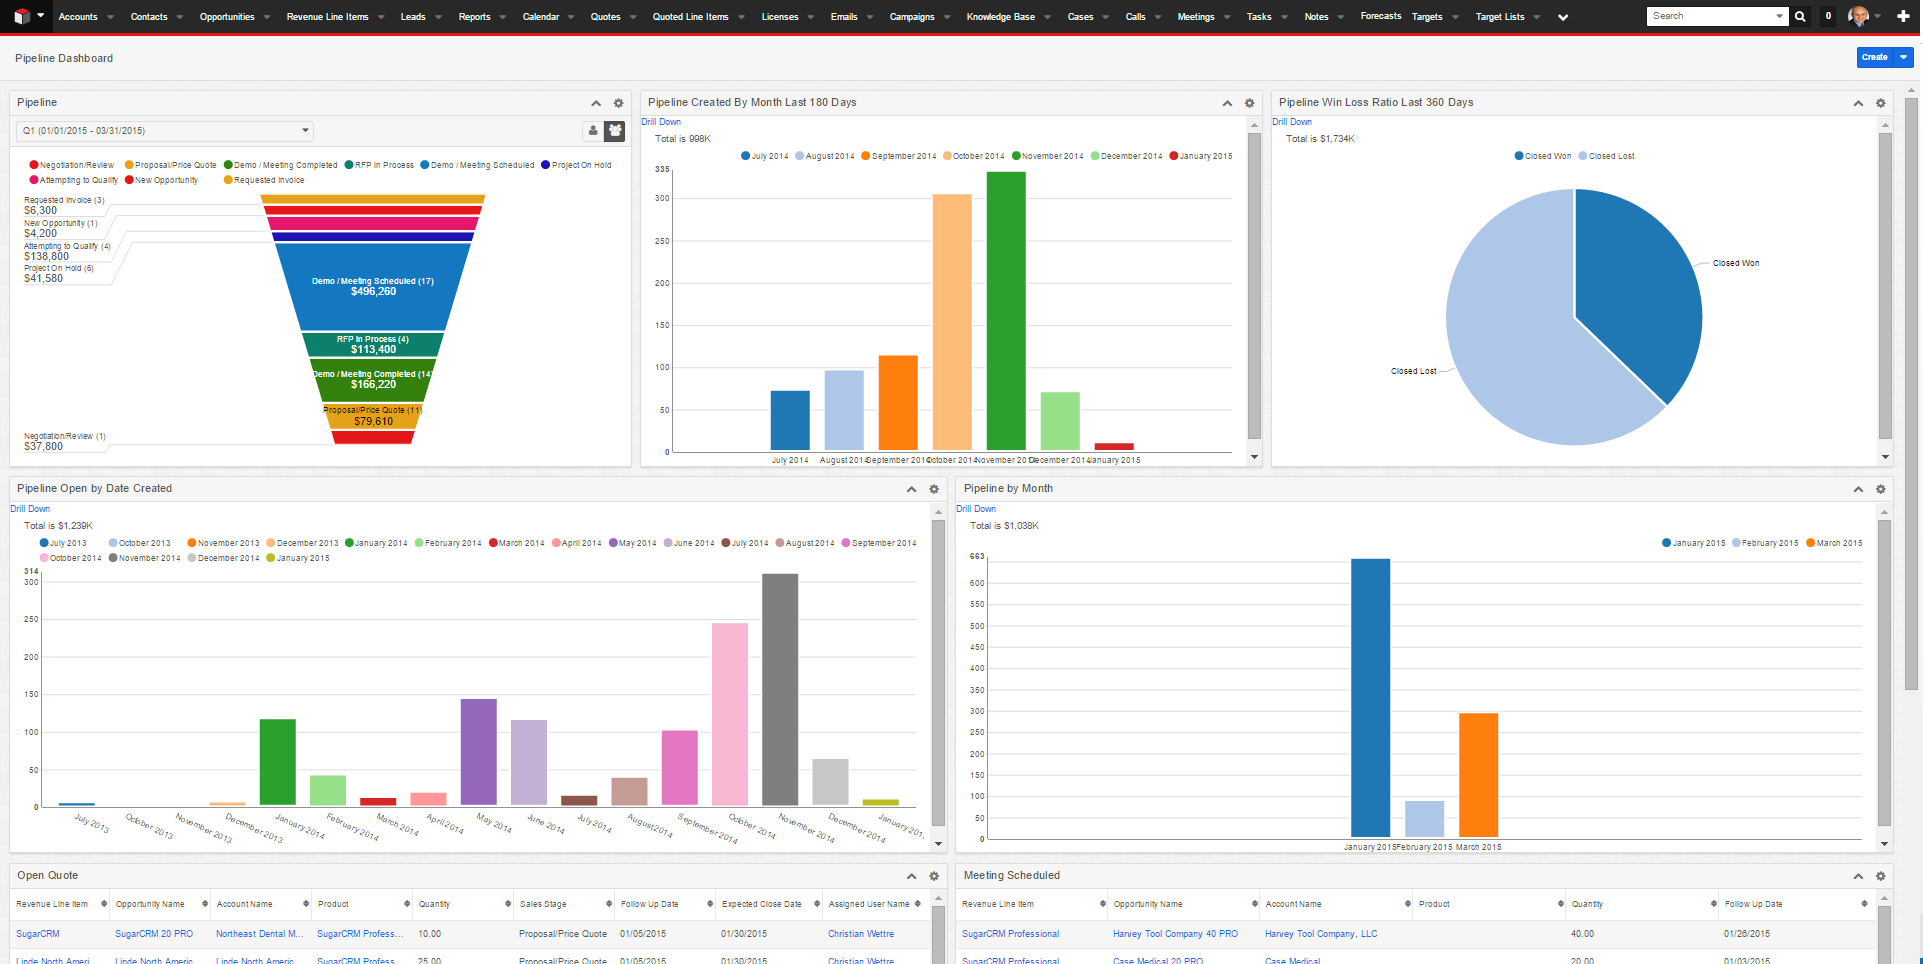 Accounts Contacts Opportunities Revenue Line Items Leads Reports Calendar Quotes Quoted Line Items Licenses Emails Campaigns Knowledge Base Cases Calls Meetings Tasks Notes Forecasts Targets Target Lists Search 0
Pipeline Dashboard
Create
Pipeline
Q1 (01/01/2015 - 03/31/2015)
Negotiation/Review Proposal/Price Quote Demo / Meeting Completed RFP In Process Demo / Meeting Scheduled Project On Hold
Attempting to Qualify New Opportunity Requested Invoice
Requested Invoice (3)
$6,300
New Opportunity (1)
$4,200
Attempting to Qualify (4)
$138,800
Project On Hold (6)
$41,580
Demo / Meeting Scheduled (17)
$496,260
RFP In Process (4)
$113,400
Demo / Meeting Completed (14)
$166,220
Proposal/Price Quote (11)
$79,610
Negotiation/Review (1)
$37,800
Pipeline Created By Month Last 180 Days
Drill Down
Total is 998K
July 2014 August 2014 September 2014 October 2014 November 2014 December 2014 January 2015
335
300
250
200
150
100
50
0
July 2014 August 2014 September 2014 October 2014 November 2014 December 2014 January 2015
Pipeline Win Loss Ratio Last 360 Days
Drill Down
Total is $1,734K
Closed Won Closed Lost
Closed Won
Closed Lost
Pipeline Open by Date Created
Drill Down
Total is $1,239K
July 2013 October 2013 November 2013 December 2013 January 2014 February 2014 March 2014 April 2014 May 2014 June 2014 July 2014 August 2014 September 2014
October 2014 November 2014 December 2014 January 2015
314
300
250
200
150
100
50
0
July 2013 October 2013 November 2013 December 2013 January 2014 February 2014 March 2014 April 2014 May 2014 June 2014 July 2014 August 2014 September 2014 October 2014 November 2014 December 2014 January 201.
Pipeline by Month
Drill Down
Total is $1,038K
January 2015 February 2015 March 2015
663
600
550
500
450
400
350
300
250
200
150
100
50
0
January 2015 February 2015 March 2015
Open Quote
Revenue Line Item Opportunity Name Account Name Product Quantity Sales Stage Follow Up Date Expected Close Date Assigned User Name
SugarCRM SugarCRM 20 PRO Northeast Dental M... SugarCRM Profess... 10.00 Proposal/Price Quote 01/05/2015 01/30/2015 Christian Wettre
Linde North Ameri Linde North Americ Linde North Americ SugarCRM Profess 25.00 Proposal/Price Quote 01/05/2015 01/30/2015 Christian Wettre
Meeting Scheduled
Revenue Line Item Opportunity Name Account Name Product Quantity Follow Up Date
SugarCRM Professional Harvey Tool Company 40 PRO Harvey Tool Company, LLC 40.00 01/26/2015
SugarCRM Professional Case Medical 20 PRO Case Medical 20.00 01/03/2015